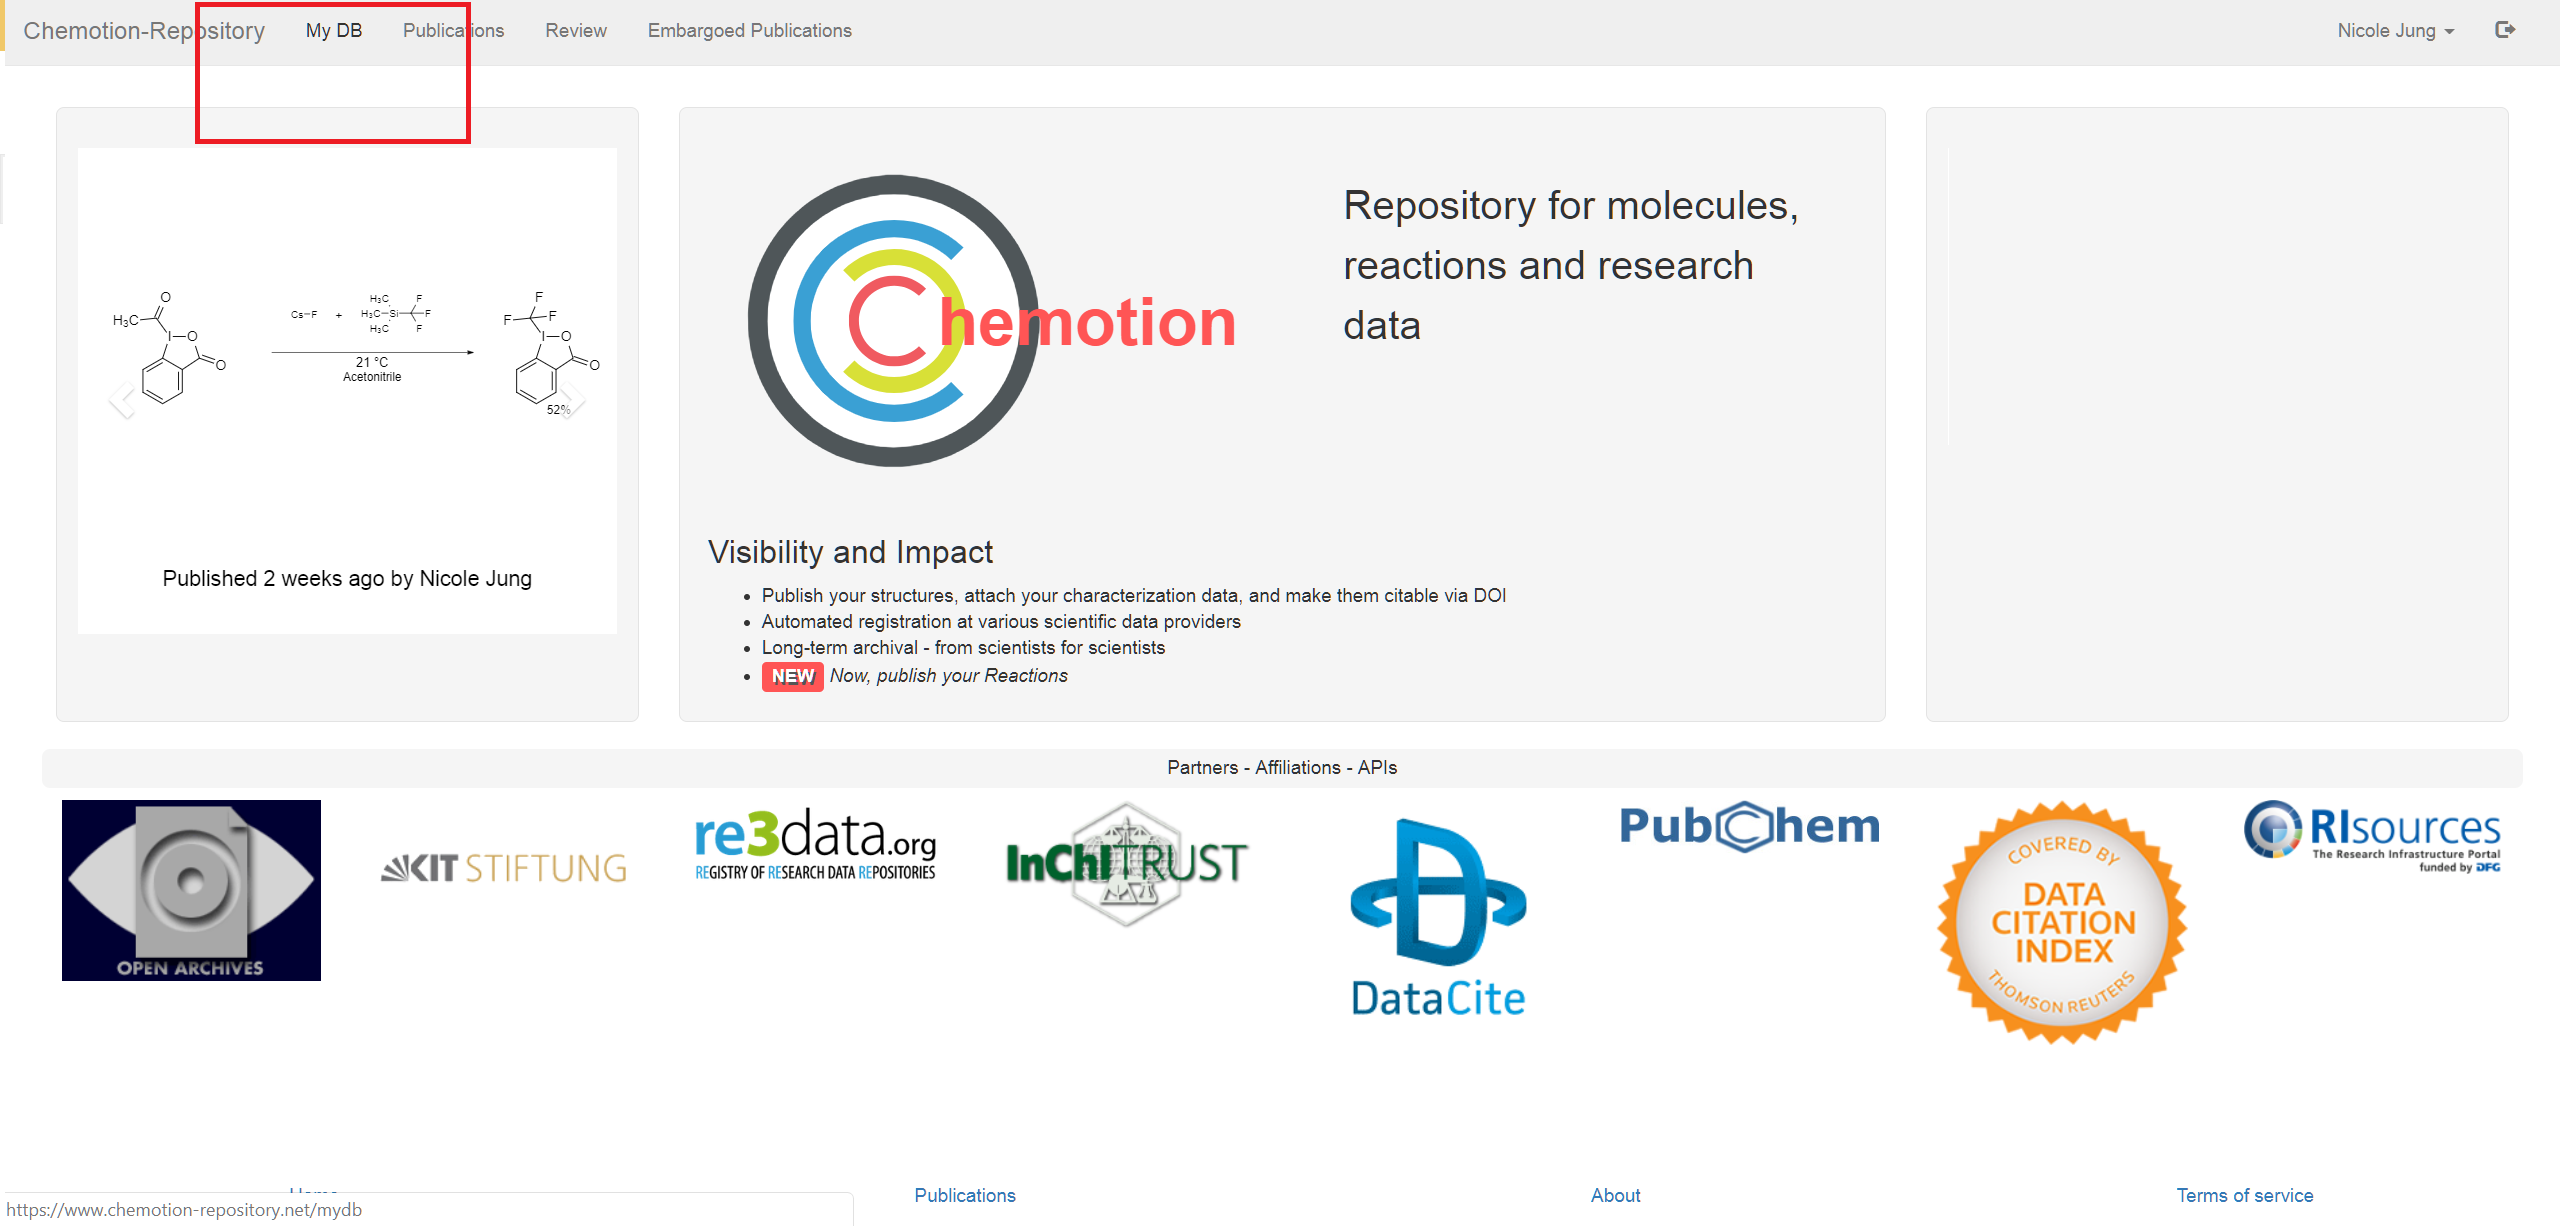 Chemotion-Repository My DB Publications Review Embargoed Publications Nicole Jung
H₃C O I O O
Cs F + H₃C H₃C Si H₃C F F F
21 °C
Acetonitrile
F F F I O O
52%
Published 2 weeks ago by Nicole Jung
Chemotion
Repository for molecules,
reactions and research
data
Visibility and Impact
• Publish your structures, attach your characterization data, and make them citable via DOI
• Automated registration at various scientific data providers
• Long-term archival - from scientists for scientists
• NEW Now, publish your Reactions
Partners - Affiliations - APIs
OPEN ARCHIVES
KIT STIFTUNG
re3data.org
REGISTRY OF RESEARCH DATA REPOSITORIES
InChI TRUST
DataCite
PubChem
COVERED BY
DATA
CITATION
INDEX
THOMSON REUTERS
RIsources
The Research Infrastructure Portal
funded by DFG
Home Publications About Terms of service
https://www.chemotion-repository.net/mydb